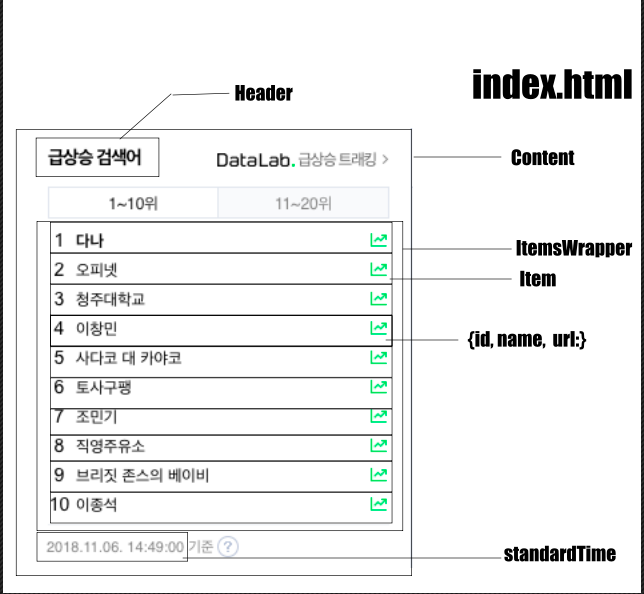 index.html
Header
급상승 검색어
DataLab. 급상승 트래킹 >
Content
1~10위
11~20위
1 다나
ItemsWrapper
2 오피넷
Item
3 청주대학교
4 이창민
{id, name, url:}
5 사다코 대 카야코
6 토사구팽
7 조민기
8 직영주유소
9 브리짓 존스의 베이비
10 이종석
2018.11.06. 14:49:00 기준 ?
standardTime